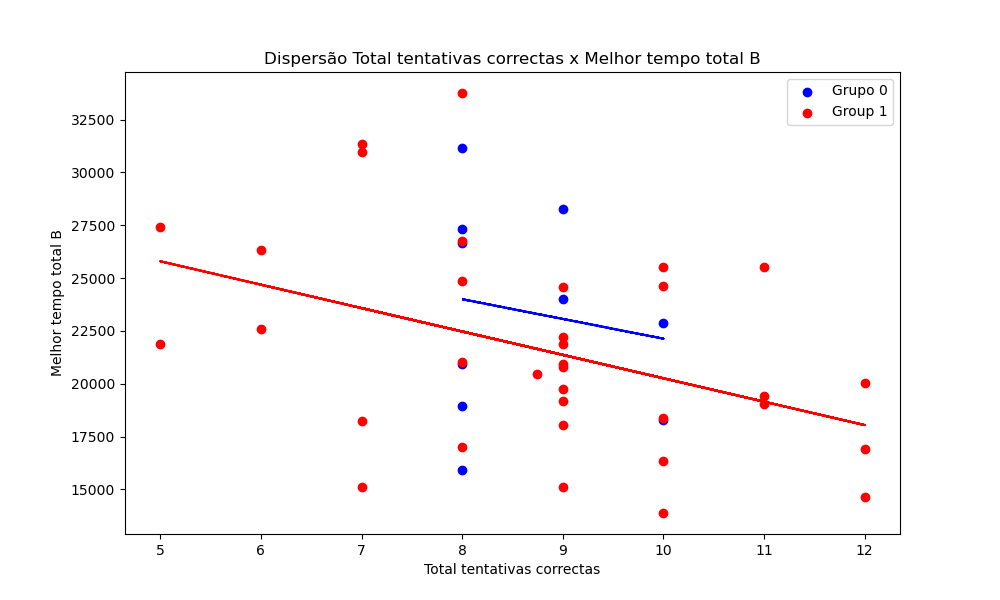 Dispersão Total tentativas correctas x Melhor tempo total B
Grupo 0
Group 1
Melhor tempo total B
32500
30000
27500
25000
22500
20000
17500
15000
5 6 7 8 9 10 11 12
Total tentativas correctas